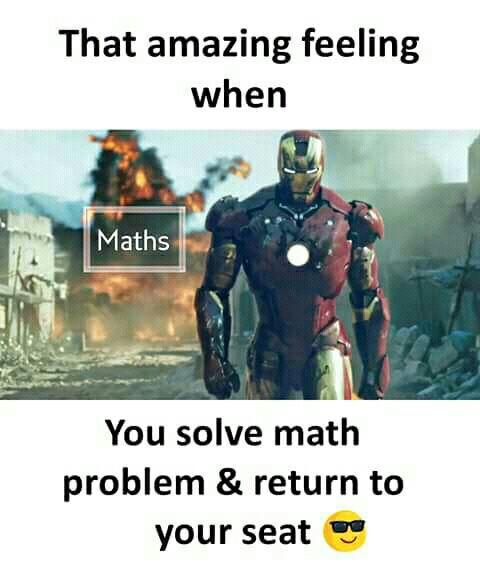 That amazing feeling
when
Maths
You solve math
problem & return to
your seat 😎